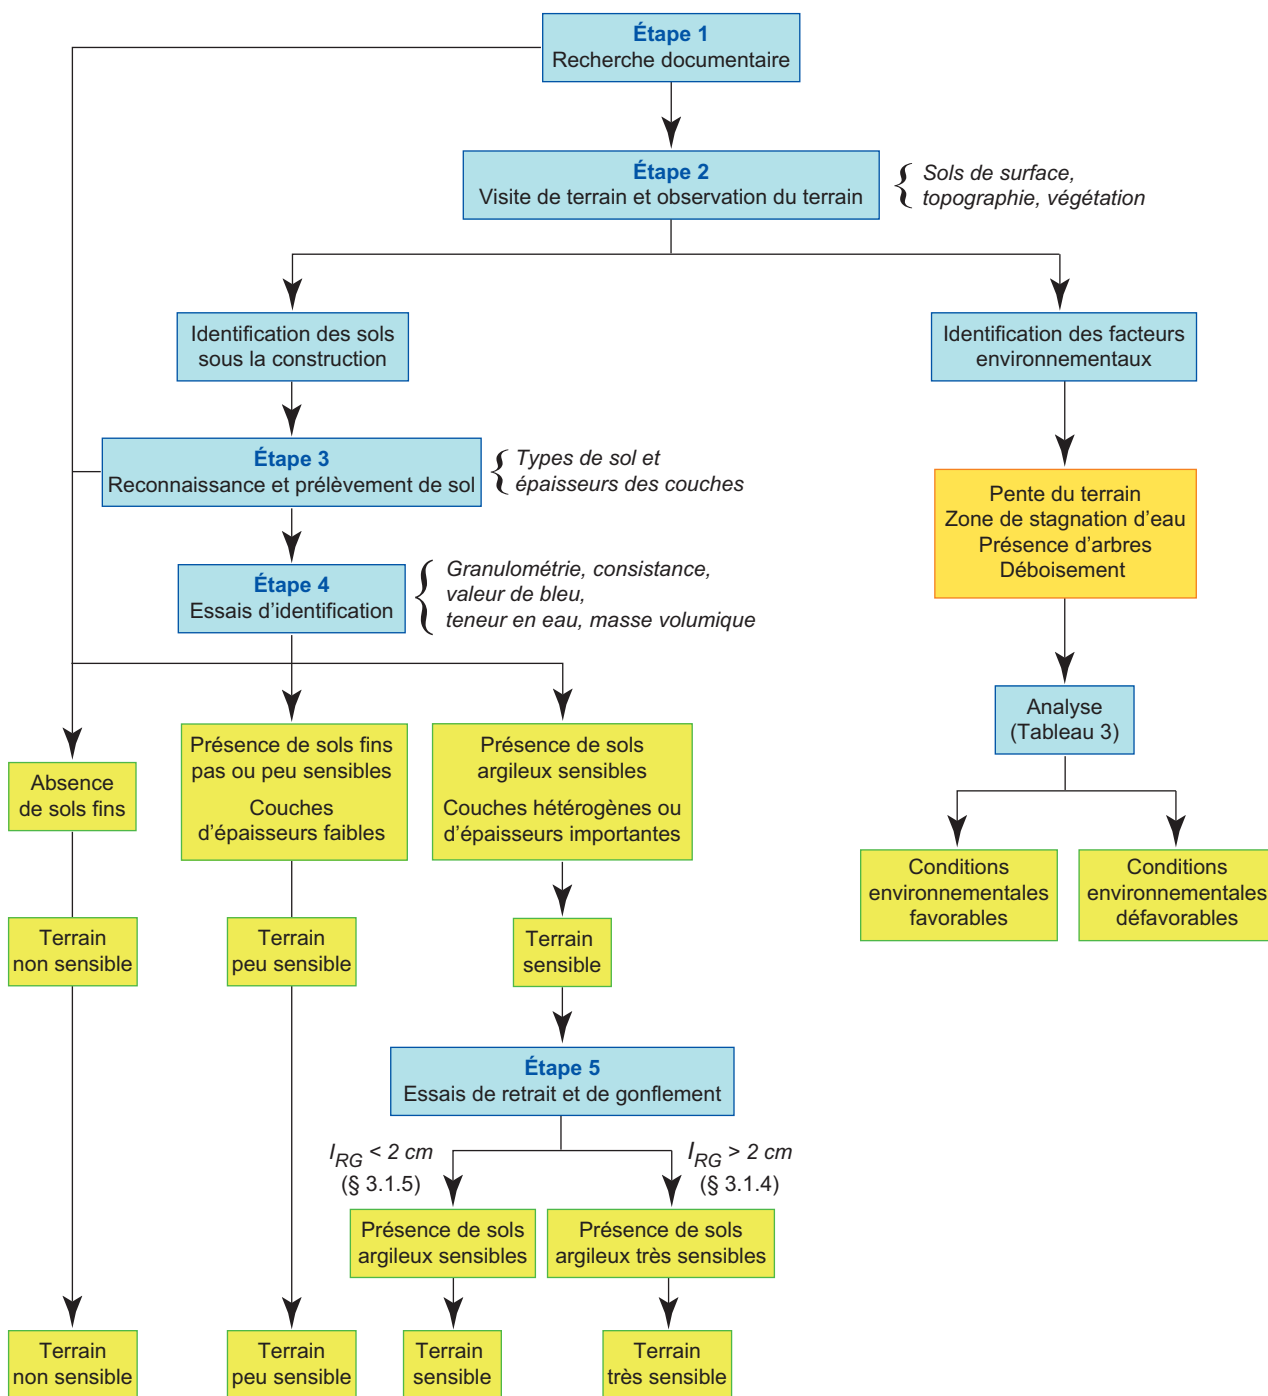 Étape 1
Recherche documentaire
Étape 2
Visite de terrain et observation du terrain
Sols de surface,
topographie, végétation
Identification des sols
sous la construction
Identification des facteurs
environnementaux
Étape 3
Reconnaissance et prélèvement de sol
Types de sol et
épaisseurs des couches
Pente du terrain
Zone de stagnation d'eau
Présence d'arbres
Déboisement
Étape 4
Essais d'identification
Granulométrie, consistance,
valeur de bleu,
teneur en eau, masse volumique
Analyse
(Tableau 3)
Absence
de sols fins
Présence de sols fins
pas ou peu sensibles
Couches
d'épaisseurs faibles
Présence de sols
argileux sensibles
Couches hétérogènes ou
d'épaisseurs importantes
Conditions
environnementales
favorables
Conditions
environnementales
défavorables
Terrain
non sensible
Terrain
peu sensible
Terrain
sensible
Étape 5
Essais de retrait et de gonflement
I_RG < 2 cm
(§ 3.1.5)
I_RG > 2 cm
(§ 3.1.4)
Présence de sols
argileux sensibles
Présence de sols
argileux très sensibles
Terrain
non sensible
Terrain
peu sensible
Terrain
sensible
Terrain
très sensible